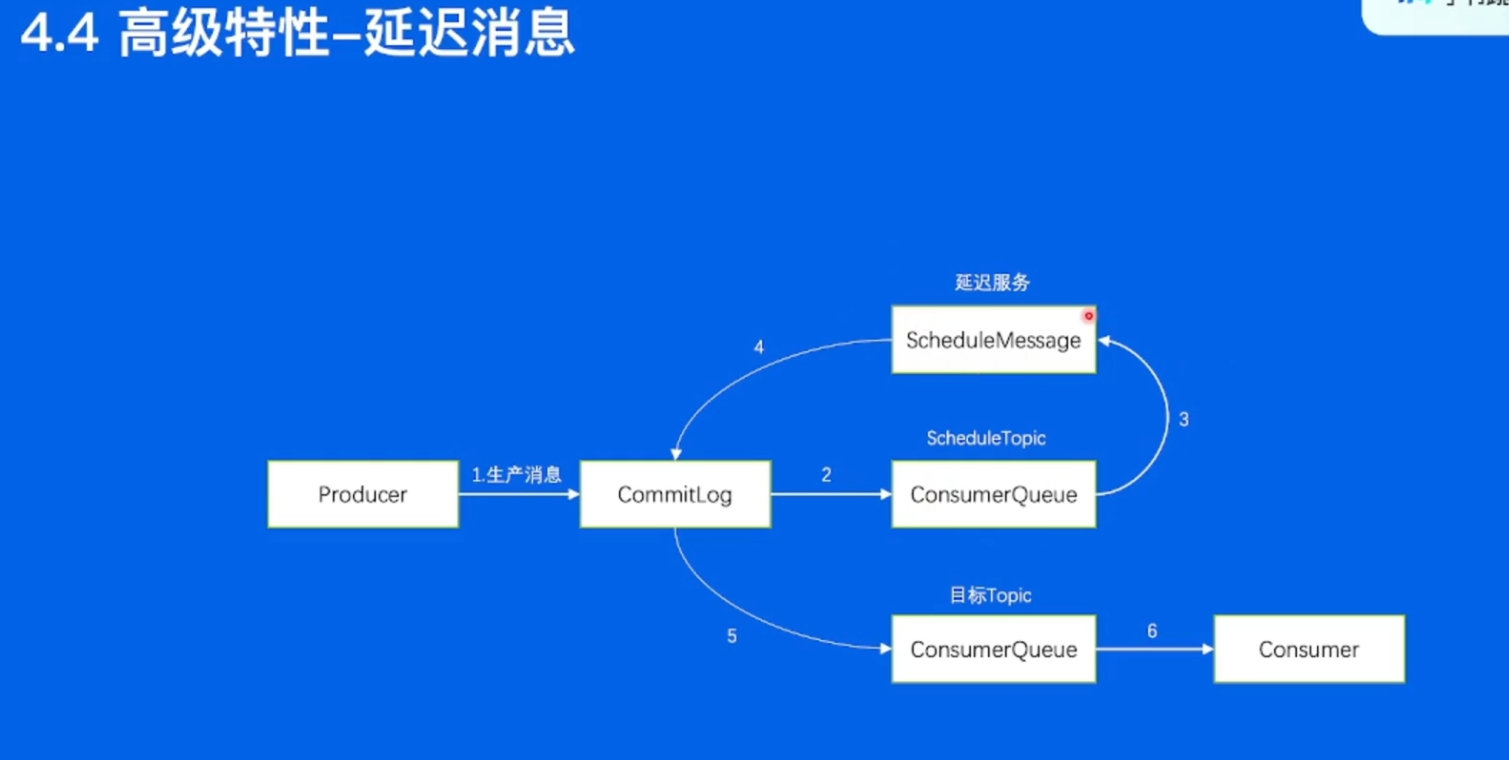 4.4 高级特性-延迟消息
延迟服务
ScheduleMessage
4
3
ScheduleTopic
Producer
1.生产消息
CommitLog
2
ConsumerQueue
目标Topic
5
ConsumerQueue
6
Consumer